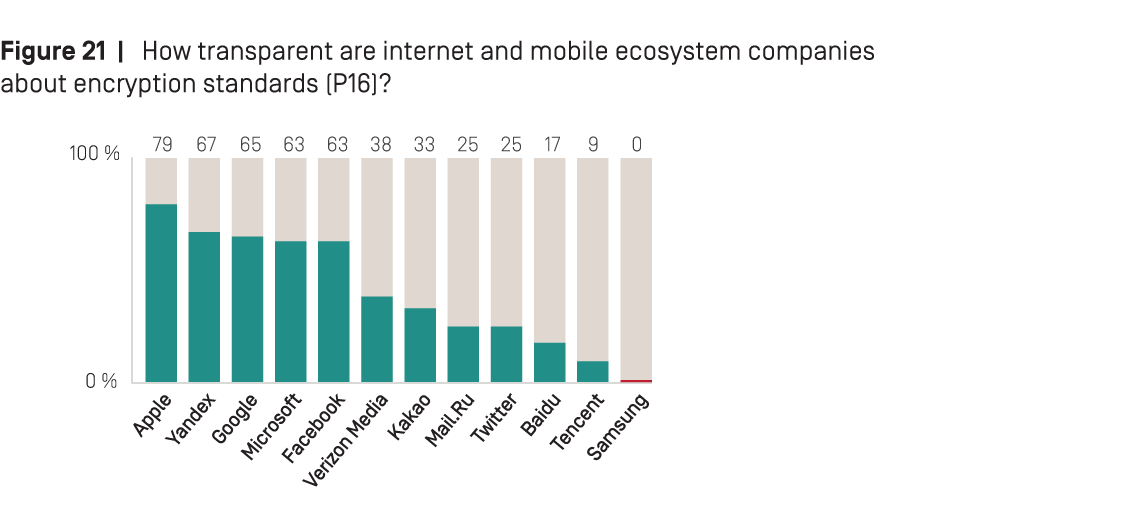 Figure 21 | How transparent are internet and mobile ecosystem companies
about encryption standards (P16)?
79 67 65 63 63 38 33 25 25 17 9 0
100 %
0 %
Apple
Yandex
Google
Microsoft
Facebook
Verizon Media
Kakao
Mail.Ru
Twitter
Baidu
Tencent
Samsung